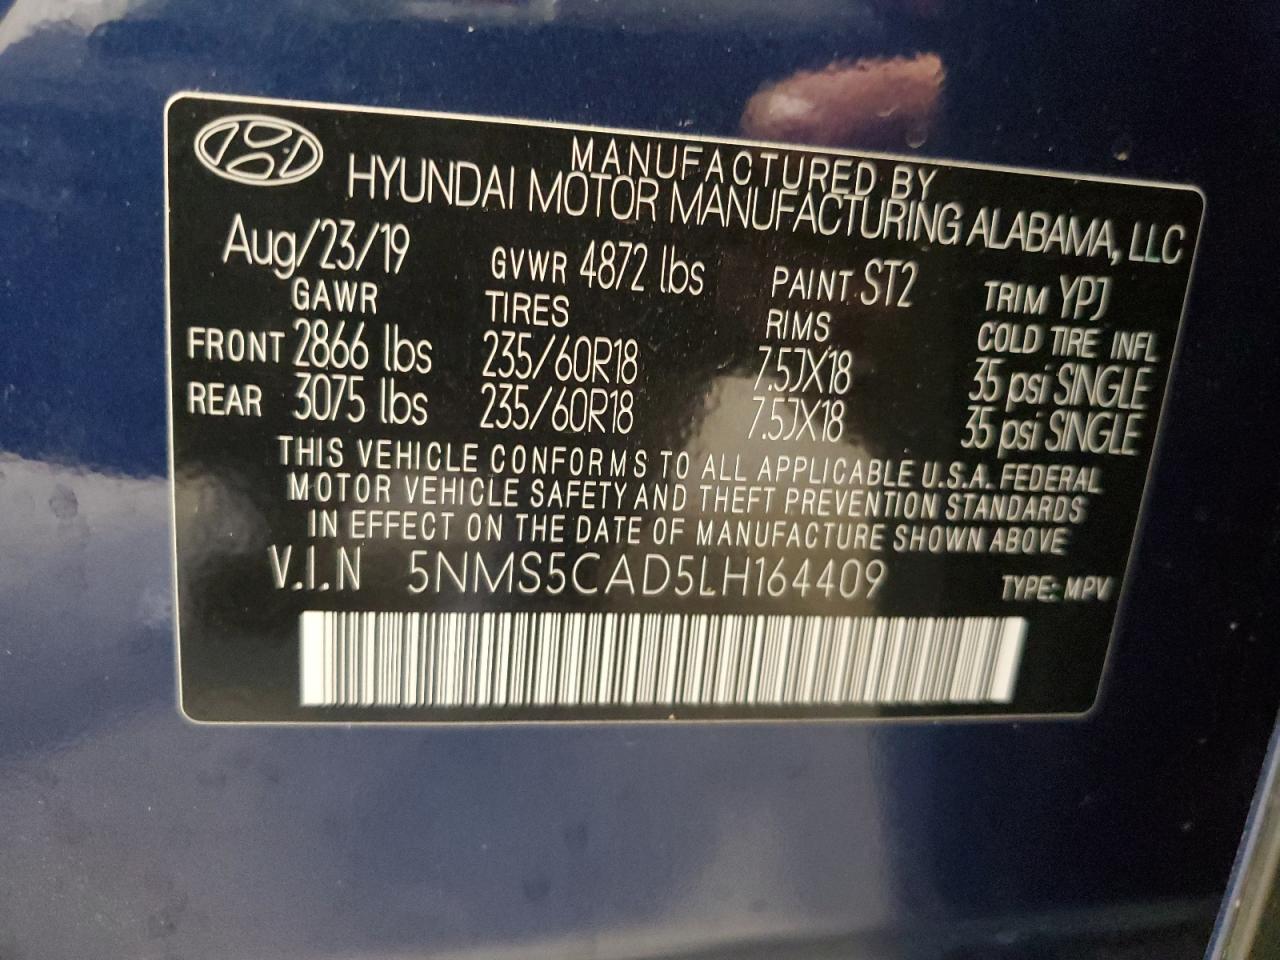 MANUFACTURED BY
HYUNDAI MOTOR MANUFACTURING ALABAMA, LLC
Aug/23/19 GVWR 4872 lbs PAINT ST2 TRIM YPJ
GAWR TIRES RIMS COLD TIRE INFL
FRONT 2866 lbs 235/60R18 7.5JX18 35 psi SINGLE
REAR 3075 lbs 235/60R18 7.5JX18 35 psi SINGLE
THIS VEHICLE CONFORMS TO ALL APPLICABLE U.S.A. FEDERAL
MOTOR VEHICLE SAFETY AND THEFT PREVENTION STANDARDS
IN EFFECT ON THE DATE OF MANUFACTURE SHOWN ABOVE
V.I.N 5NMS5CAD5LH164409 TYPE: MPV